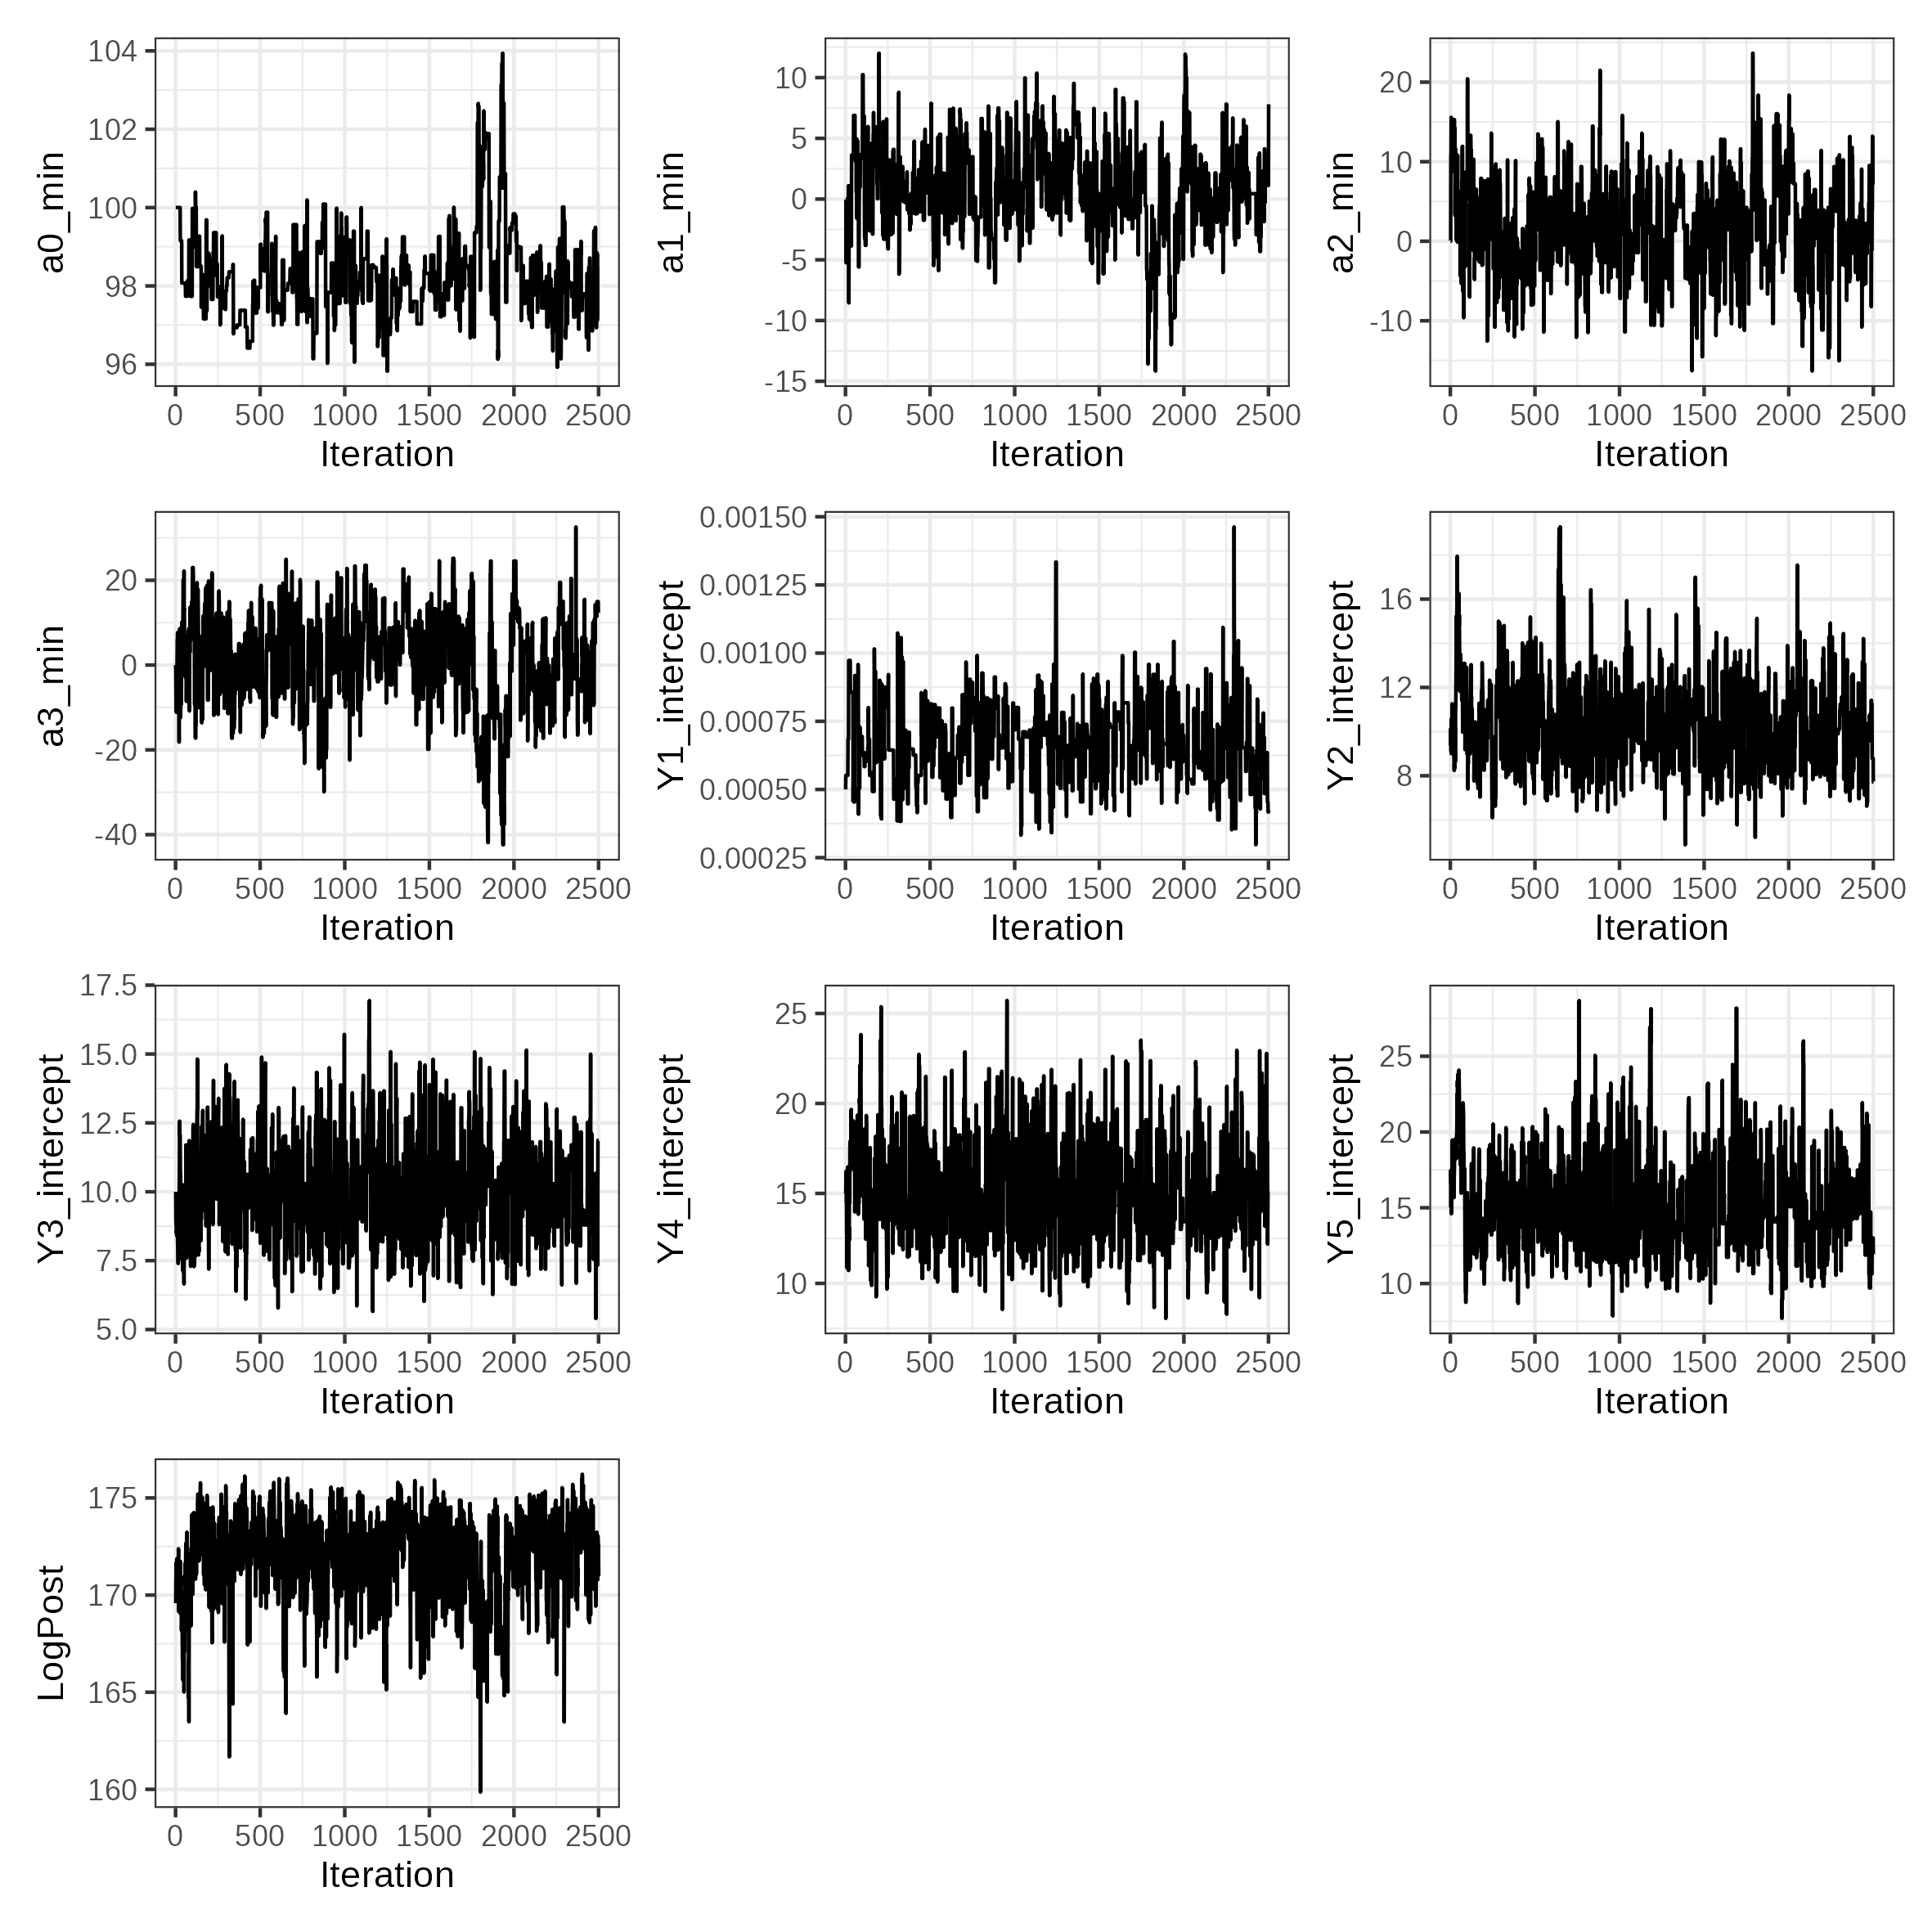 a0_min
104
102
100
98
96
0 500 1000 1500 2000 2500
Iteration
a1_min
10
5
0
-5
-10
-15
0 500 1000 1500 2000 2500
Iteration
a2_min
20
10
0
-10
0 500 1000 1500 2000 2500
Iteration
a3_min
20
0
-20
-40
0 500 1000 1500 2000 2500
Iteration
Y1_intercept
0.00150
0.00125
0.00100
0.00075
0.00050
0.00025
0 500 1000 1500 2000 2500
Iteration
Y2_intercept
16
12
8
0 500 1000 1500 2000 2500
Iteration
Y3_intercept
17.5
15.0
12.5
10.0
7.5
5.0
0 500 1000 1500 2000 2500
Iteration
Y4_intercept
25
20
15
10
0 500 1000 1500 2000 2500
Iteration
Y5_intercept
25
20
15
10
0 500 1000 1500 2000 2500
Iteration
LogPost
175
170
165
160
0 500 1000 1500 2000 2500
Iteration